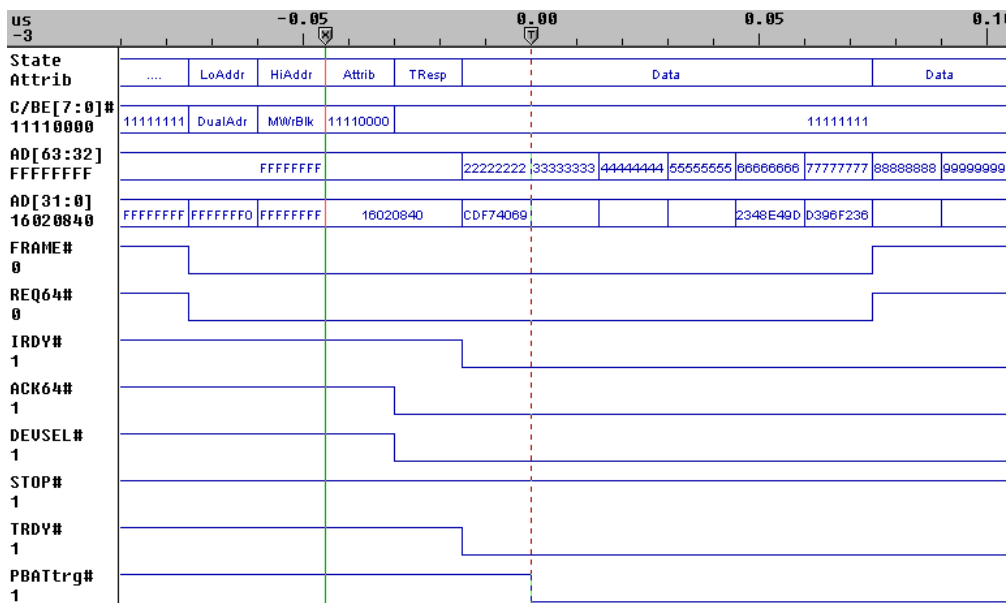 us -0.05 0.00 0.05 0.1
-3 X T
State
Attrib .... LoAddr HiAddr Attrib TResp Data Data
C/BE[7:0]#
11110000 11111111 DualAdr MWrBlk 11110000 11111111
AD[63:32]
FFFFFFFF FFFFFFFF 22222222 33333333 44444444 55555555 66666666 77777777 88888888 99999999
AD[31:0]
16020840 FFFFFFFF FFFFFFF0 FFFFFFFF 16020840 CDF74069 2348E49D D396F236
FRAME#
0
REQ64#
0
IRDY#
1
ACK64#
1
DEVSEL#
1
STOP#
1
TRDY#
1
PBATtrg#
1